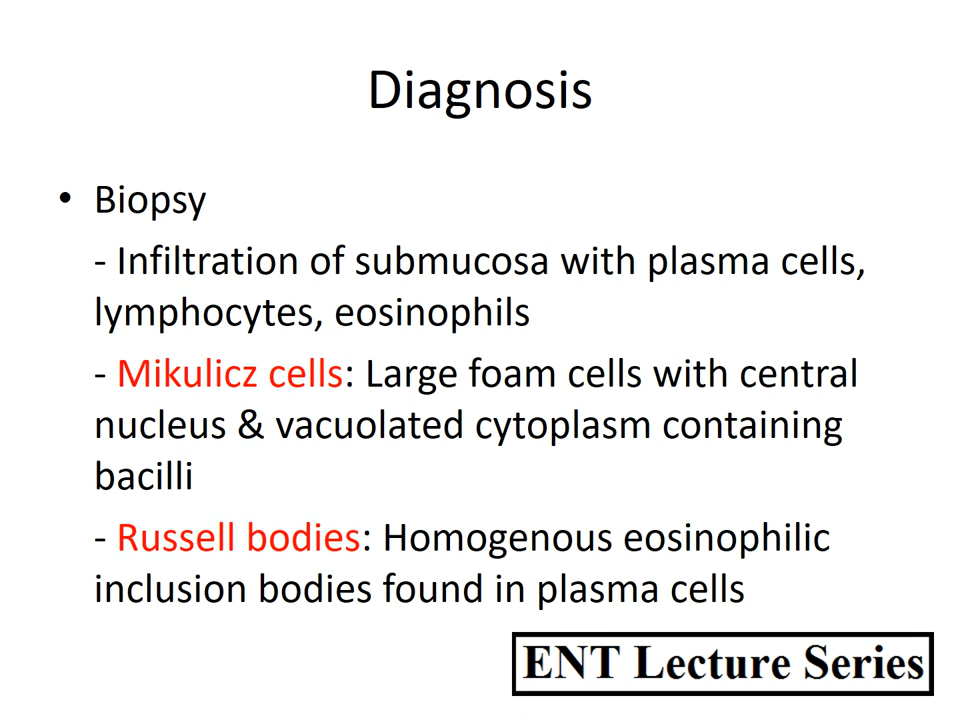 Diagnosis
• Biopsy
- Infiltration of submucosa with plasma cells,
lymphocytes, eosinophils
- Mikulicz cells: Large foam cells with central
nucleus & vacuolated cytoplasm containing
bacilli
- Russell bodies: Homogenous eosinophilic
inclusion bodies found in plasma cells
ENT Lecture Series